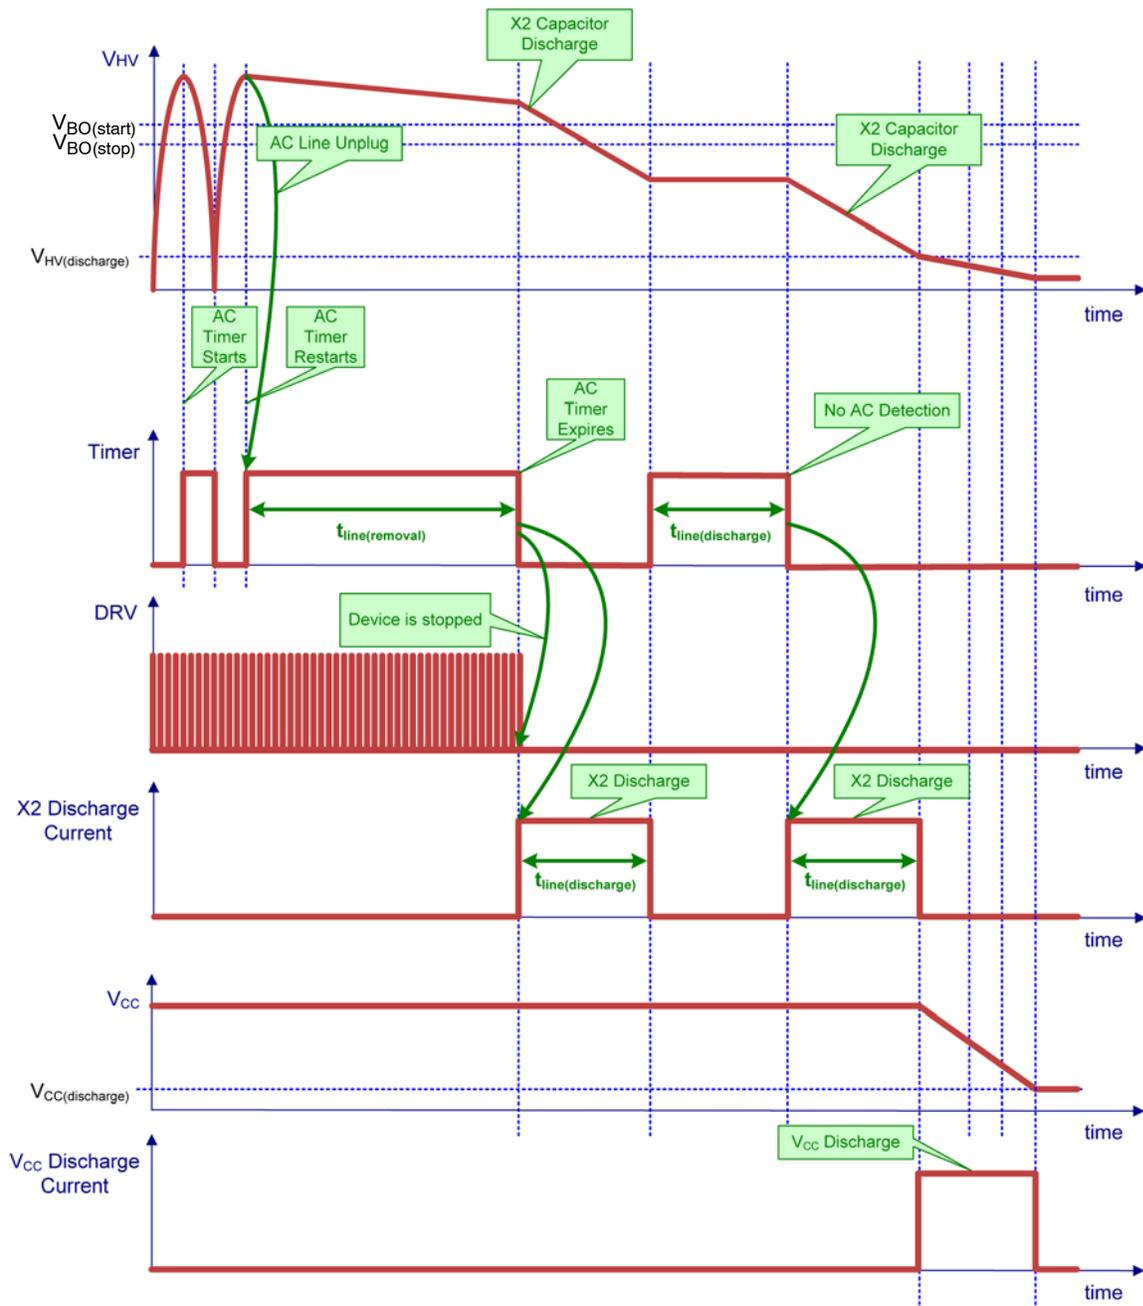 X2 Capacitor
Discharge
VHV
VBO(start)
VBO(stop)
AC Line Unplug
X2 Capacitor
Discharge
VHV(discharge)
time
AC
Timer
Starts
AC
Timer
Restarts
AC
Timer
Expires
No AC Detection
Timer
tline(removal)
tline(discharge)
time
DRV
Device is stopped
time
X2 Discharge
X2 Discharge
X2 Discharge
Current
tline(discharge)
tline(discharge)
time
VCC
VCC(discharge)
time
VCC Discharge
VCC Discharge
Current
time